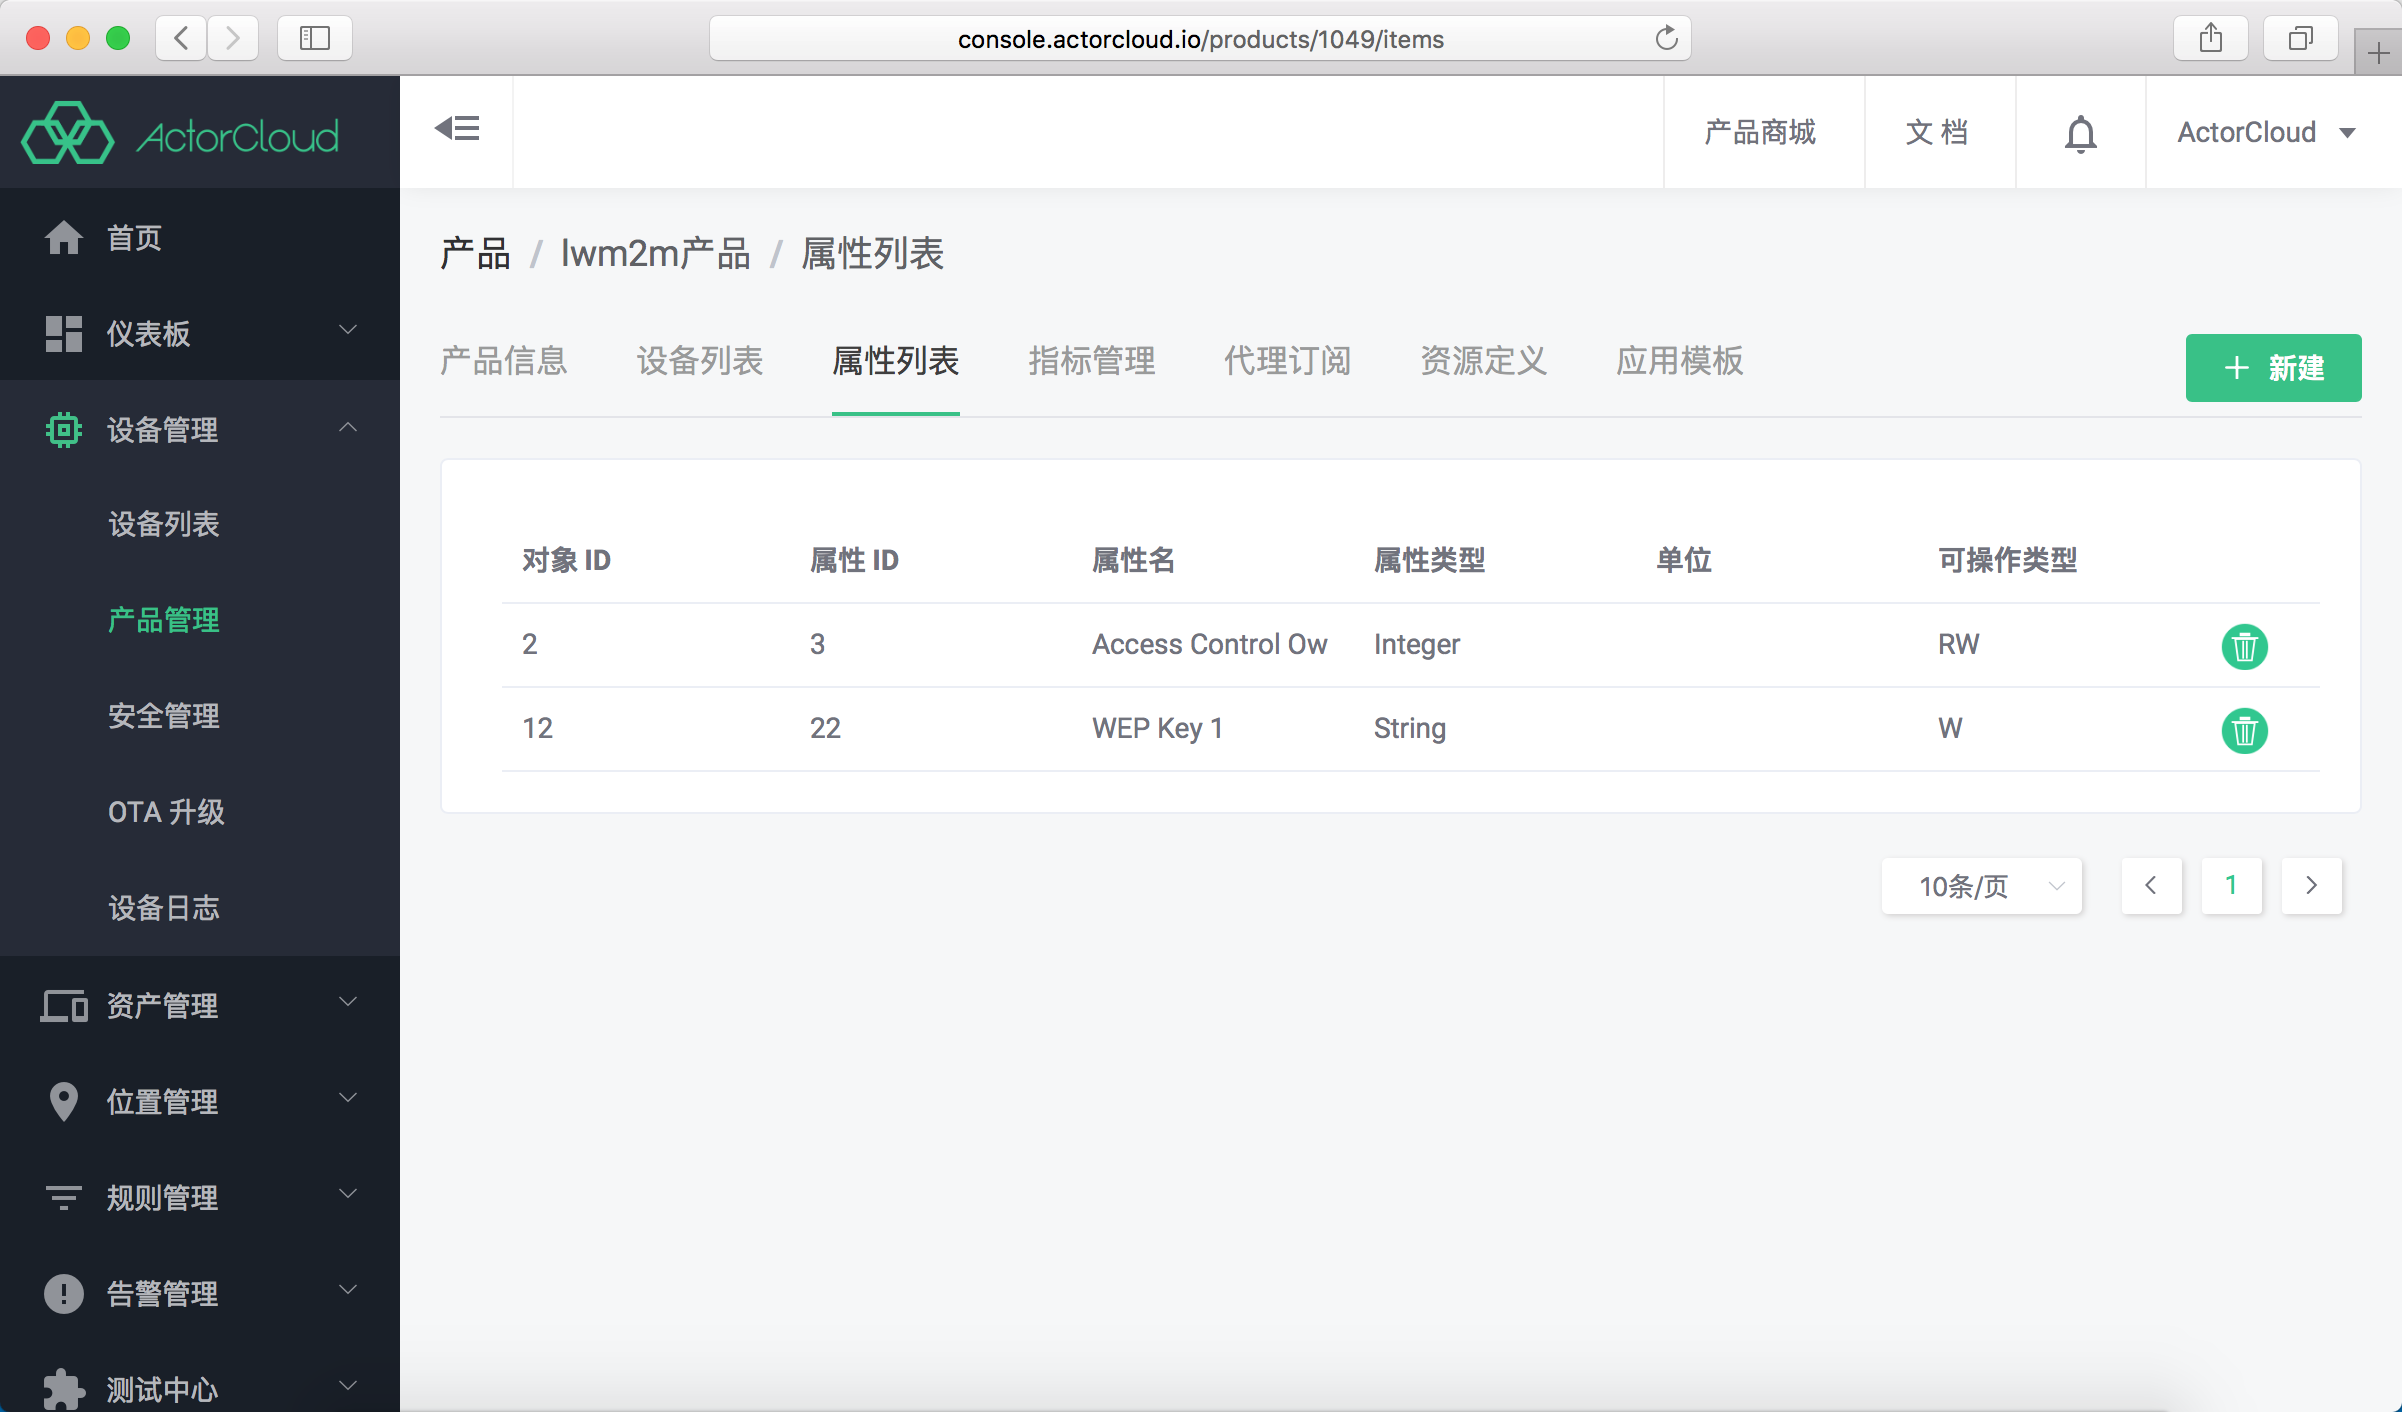 console.actorcloud.io/products/1049/items
ActorCloud
产品商城
文 档
ActorCloud
首页
仪表板
设备管理
设备列表
产品管理
安全管理
OTA 升级
设备日志
资产管理
位置管理
规则管理
告警管理
测试中心
产品 / lwm2m产品 / 属性列表
产品信息 设备列表 属性列表 指标管理 代理订阅 资源定义 应用模板
新建
对象 ID 属性 ID 属性名 属性类型 单位 可操作类型
2 3 Access Control Ow Integer RW
12 22 WEP Key 1 String W
10条/页 1